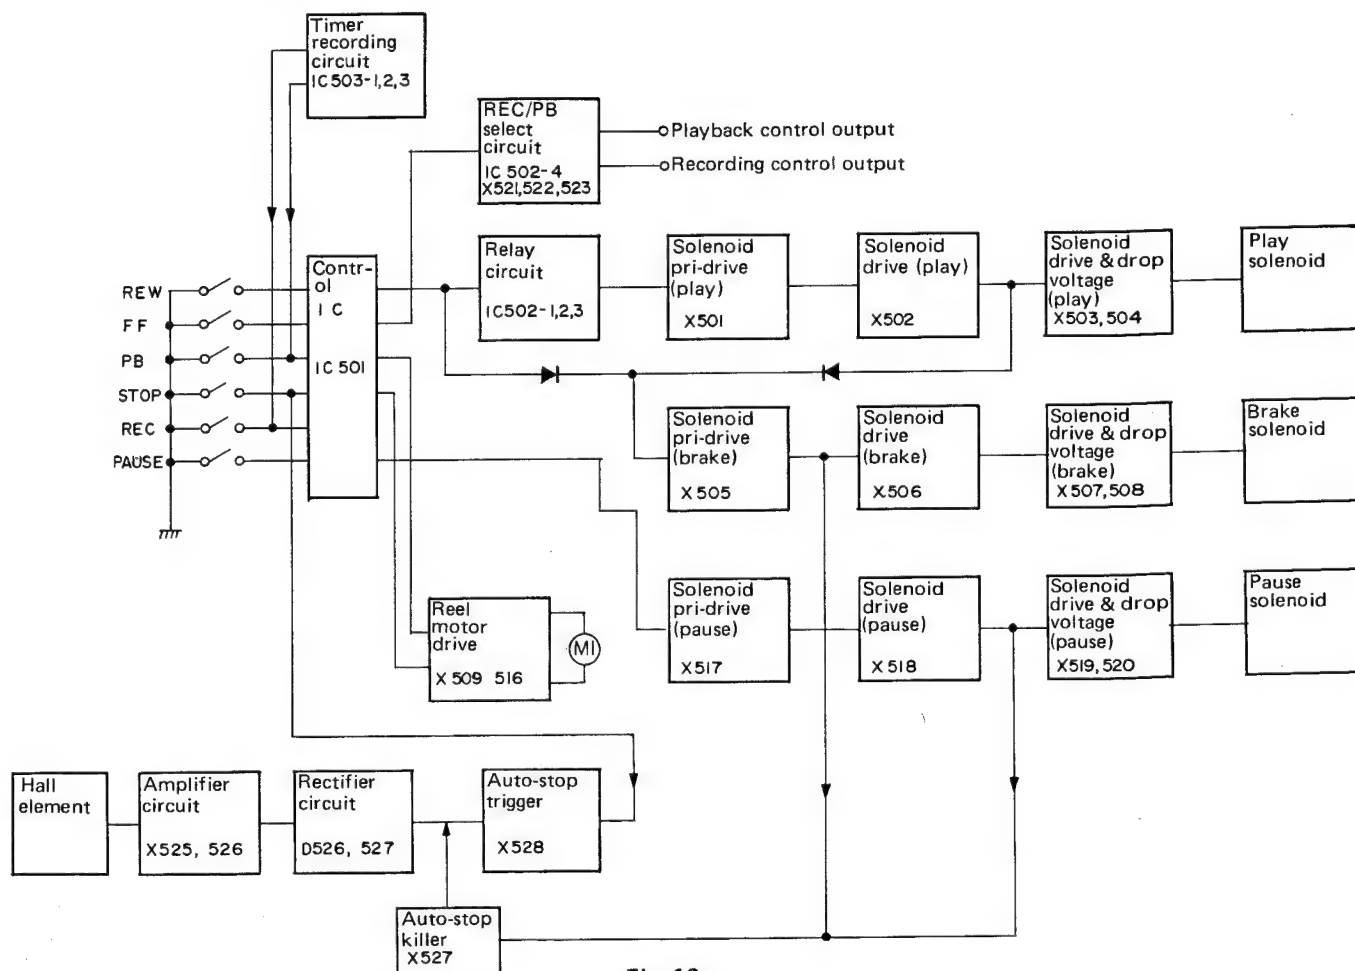 Timer
recording
circuit
IC503-1,2,3
REC/PB
select
circuit
IC 502-4
X521,522,523
Playback control output
Recording control output
REW
FF
PB
STOP
REC
PAUSE
Contr-
ol
IC
IC 501
Relay
circuit
IC502-1,2,3
Solenoid
pri-drive
(play)
X501
Solenoid
drive (play)
X502
Solenoid
drive & drop
voltage
(play)
X503, 504
Play
solenoid
Solenoid
pri-drive
(brake)
X505
Solenoid
drive
(brake)
X506
Solenoid
drive & drop
voltage
(brake)
X507, 508
Brake
solenoid
Solenoid
pri-drive
(pause)
X517
Solenoid
drive
(pause)
X518
Solenoid
drive & drop
voltage
(pause)
X519, 520
Pause
solenoid
Reel
motor
drive
X 509 516
MI
Hall
element
Amplifier
circuit
X525, 526
Rectifier
circuit
D526, 527
Auto-stop
trigger
X528
Auto-stop
killer
X527